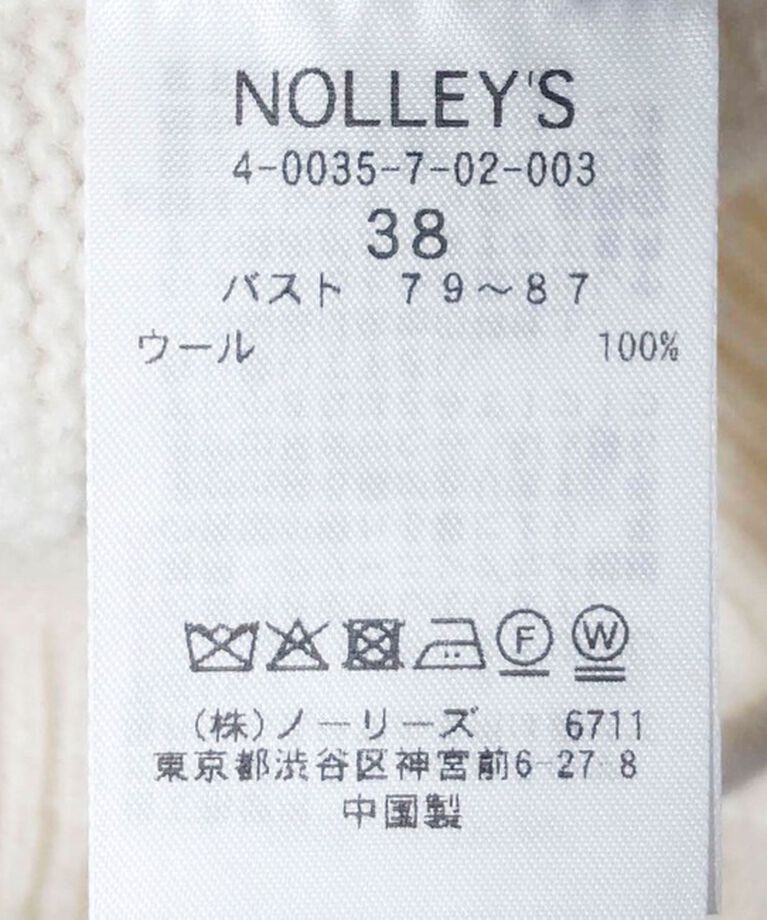 NOLLEY'S
4-0035-7-02-003
38
バスト 79～87
ウール 100%
F W
(株)ノーリーズ 6711
東京都渋谷区神宮前6-27-8
中国製